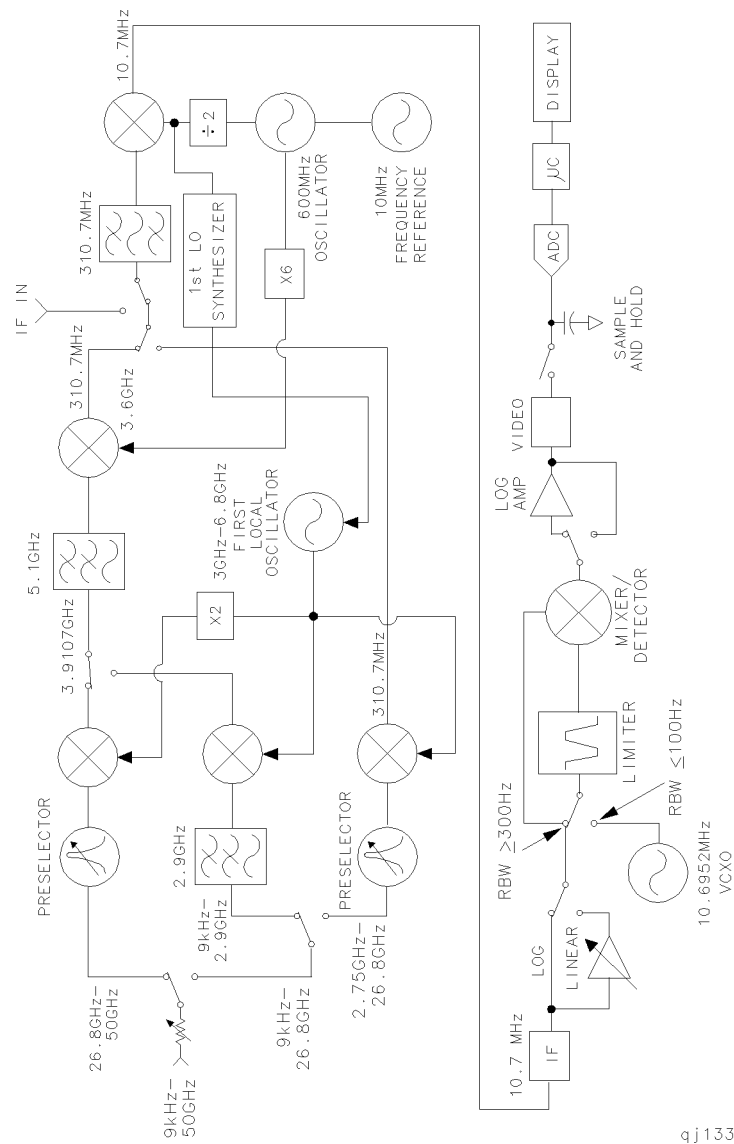 9kHz-
50GHz
26.8GHz-
50GHz
PRESELECTOR
3.9107GHz
5.1GHz
310.7MHz
3.6GHz
IF IN
310.7MHz
10.7MHz
9kHz-
26.8GHz
9kHz-
2.9GHz
2.9GHz
X2
3GHz-6.8GHz
FIRST
LOCAL
OSCILLATOR
1st LO
SYNTHESIZER
÷2
X6
600MHz
OSCILLATOR
10MHz
FREQUENCY
REFERENCE
2.75GHz-
26.8GHz
PRESELECTOR
310.7MHz
10.7 MHz
IF
LOG
LINEAR
RBW ≥300Hz
RBW ≤100Hz
10.6952MHz
VCXO
LIMITER
MIXER/
DETECTOR
LOG
AMP
VIDEO
SAMPLE
AND HOLD
ADC
μC
DISPLAY
qj133